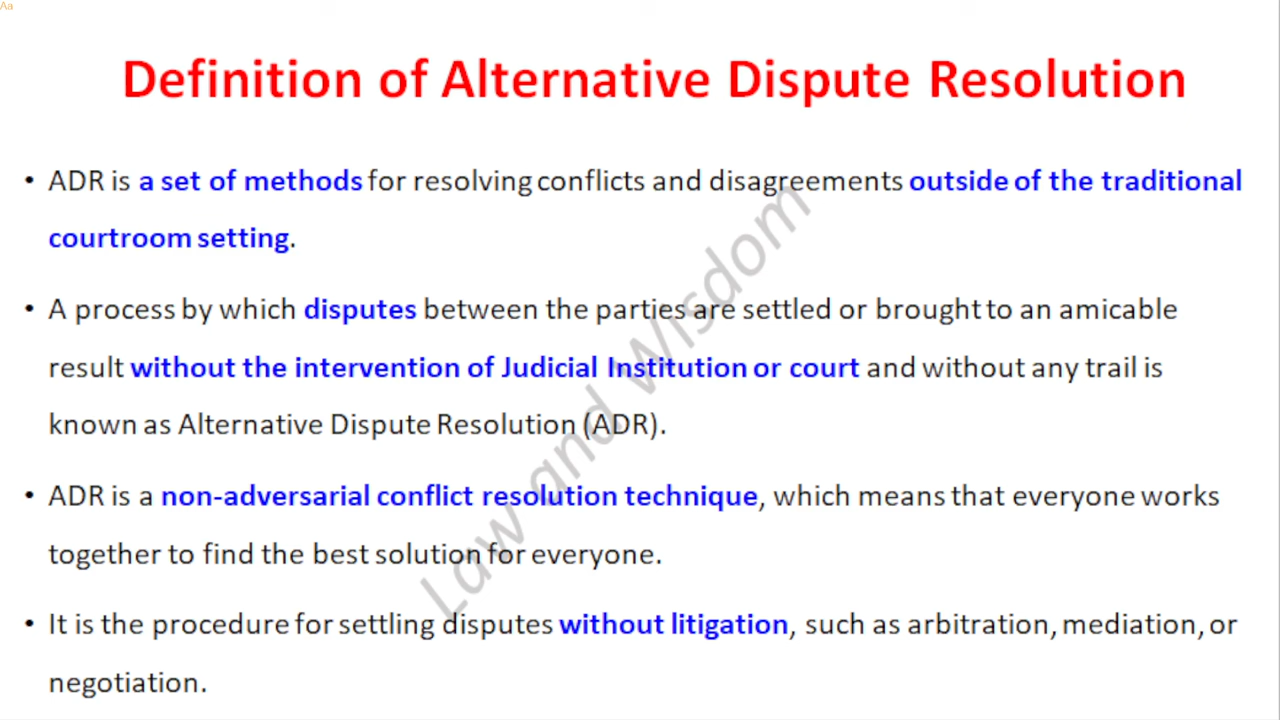 Aa
Definition of Alternative Dispute Resolution
• ADR is a set of methods for resolving conflicts and disagreements outside of the traditional
courtroom setting.
• A process by which disputes between the parties are settled or brought to an amicable
result without the intervention of Judicial Institution or court and without any trail is
known as Alternative Dispute Resolution (ADR).
• ADR is a non-adversarial conflict resolution technique, which means that everyone works
together to find the best solution for everyone.
• It is the procedure for settling disputes without litigation, such as arbitration, mediation, or
negotiation.
Law and Wisdom